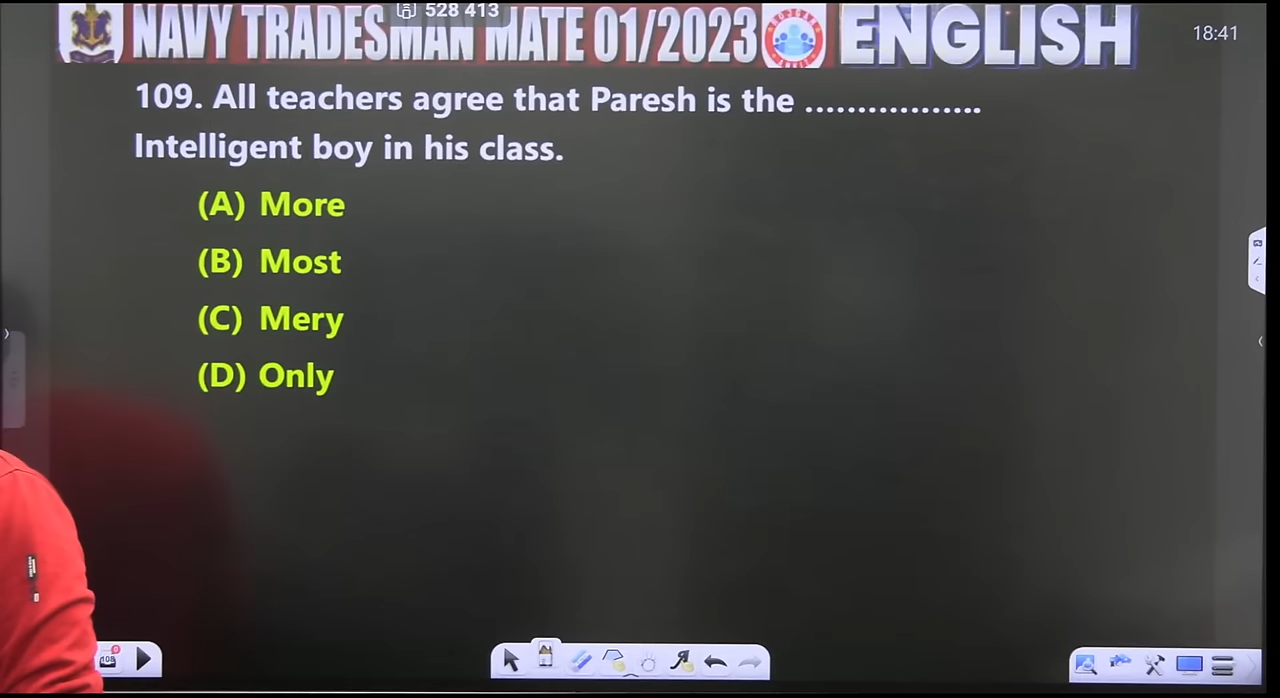 528 413
NAVY TRADESMAN MATE 01/2023 ENGLISH
18:41
109. All teachers agree that Paresh is the .................
Intelligent boy in his class.
(A) More
(B) Most
(C) Mery
(D) Only
108